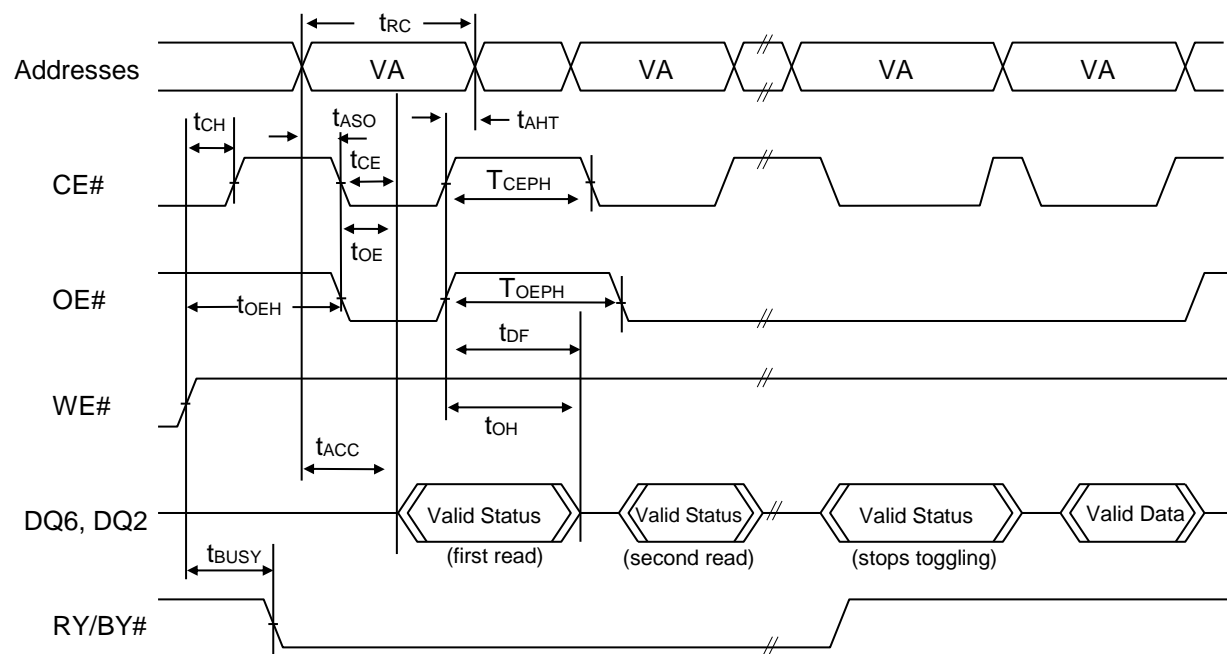 tRC
Addresses VA VA VA VA
tCH tASO tAHT
tCE
CE# TCEPH
tOE
OE# tOEH TOEPH
tDF
WE#
tOH
tACC
DQ6, DQ2 Valid Status Valid Status Valid Status Valid Data
(first read) (second read) (stops toggling)
tBUSY
RY/BY#